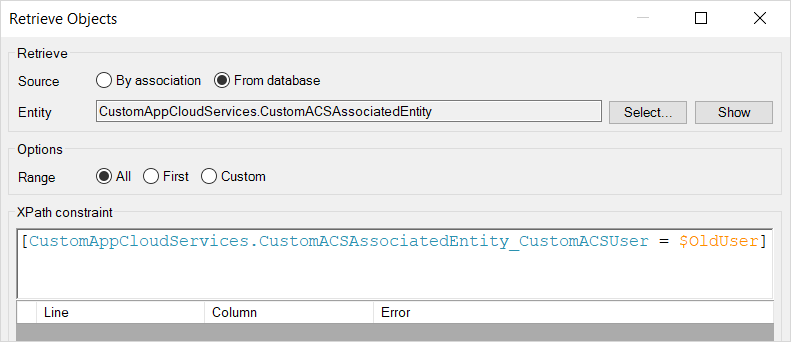 Retrieve Objects
Retrieve
Source By association From database
Entity CustomAppCloudServices.CustomACSAssociatedEntity Select... Show
Options
Range All First Custom
XPath constraint
[CustomAppCloudServices.CustomACSAssociatedEntity_CustomACSUser = $OldUser]
Line Column Error